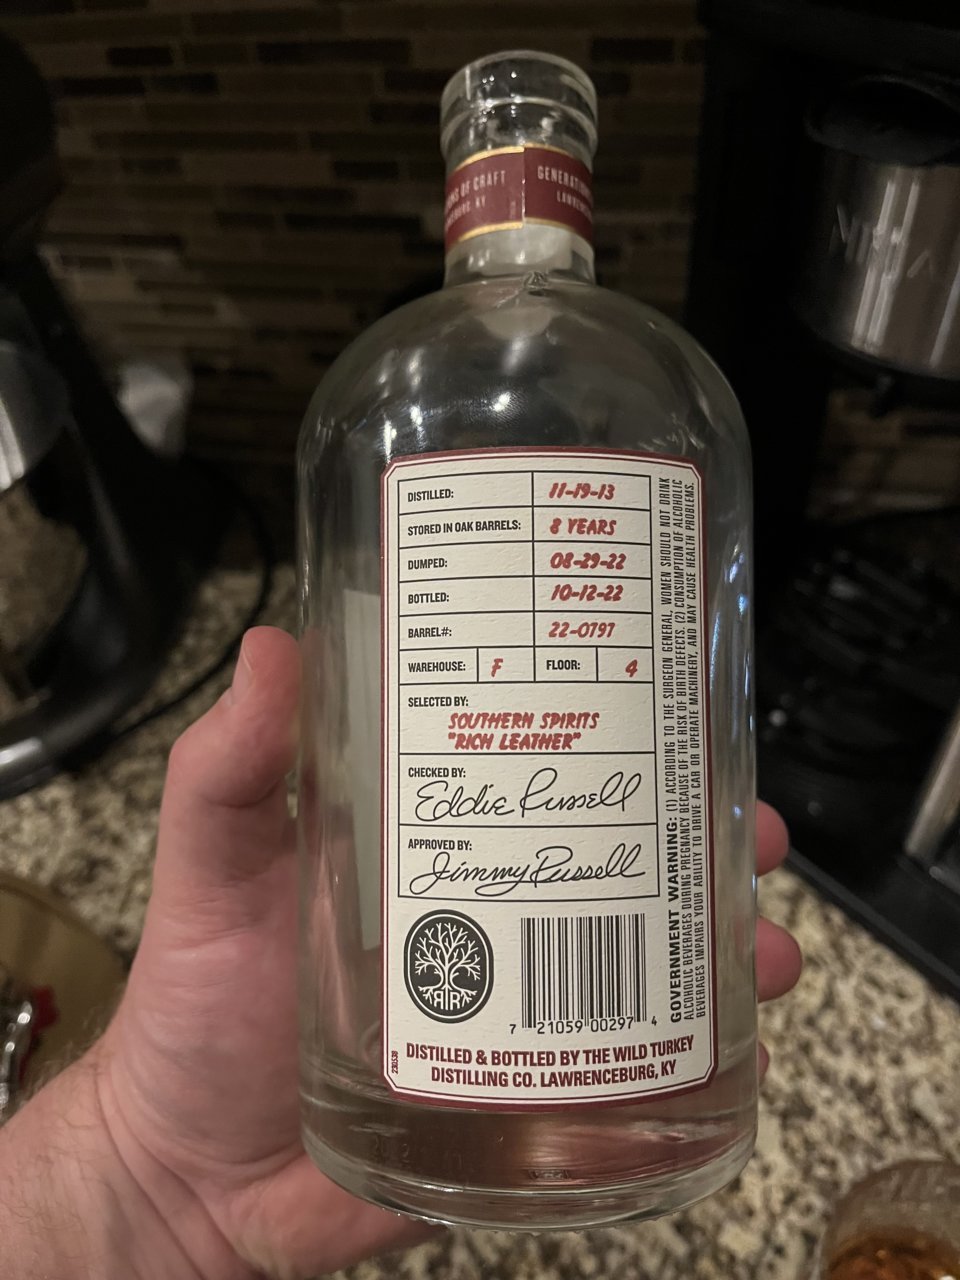 OF CRAFT
GENERATI
LAWREN
DISTILLED: 11-19-13
STORED IN OAK BARRELS: 8 YEARS
DUMPED: 08-29-22
BOTTLED: 10-12-22
BARREL#: 22-0797
WAREHOUSE: F FLOOR: 4
SELECTED BY:
SOUTHERN SPIRITS
"RICH LEATHER"
CHECKED BY:
Eddie Russell
APPROVED BY:
Jimmy Russell
RR
7 21059 00297 4
230538
DISTILLED & BOTTLED BY THE WILD TURKEY
DISTILLING CO. LAWRENCEBURG, KY
GOVERNMENT WARNING: (1) ACCORDING TO THE SURGEON GENERAL, WOMEN SHOULD NOT DRINK
ALCOHOLIC BEVERAGES DURING PREGNANCY BECAUSE OF THE RISK OF BIRTH DEFECTS. (2) CONSUMPTION OF ALCOHOLIC
BEVERAGES IMPAIRS YOUR ABILITY TO DRIVE A CAR OR OPERATE MACHINERY, AND MAY CAUSE HEALTH PROBLEMS.